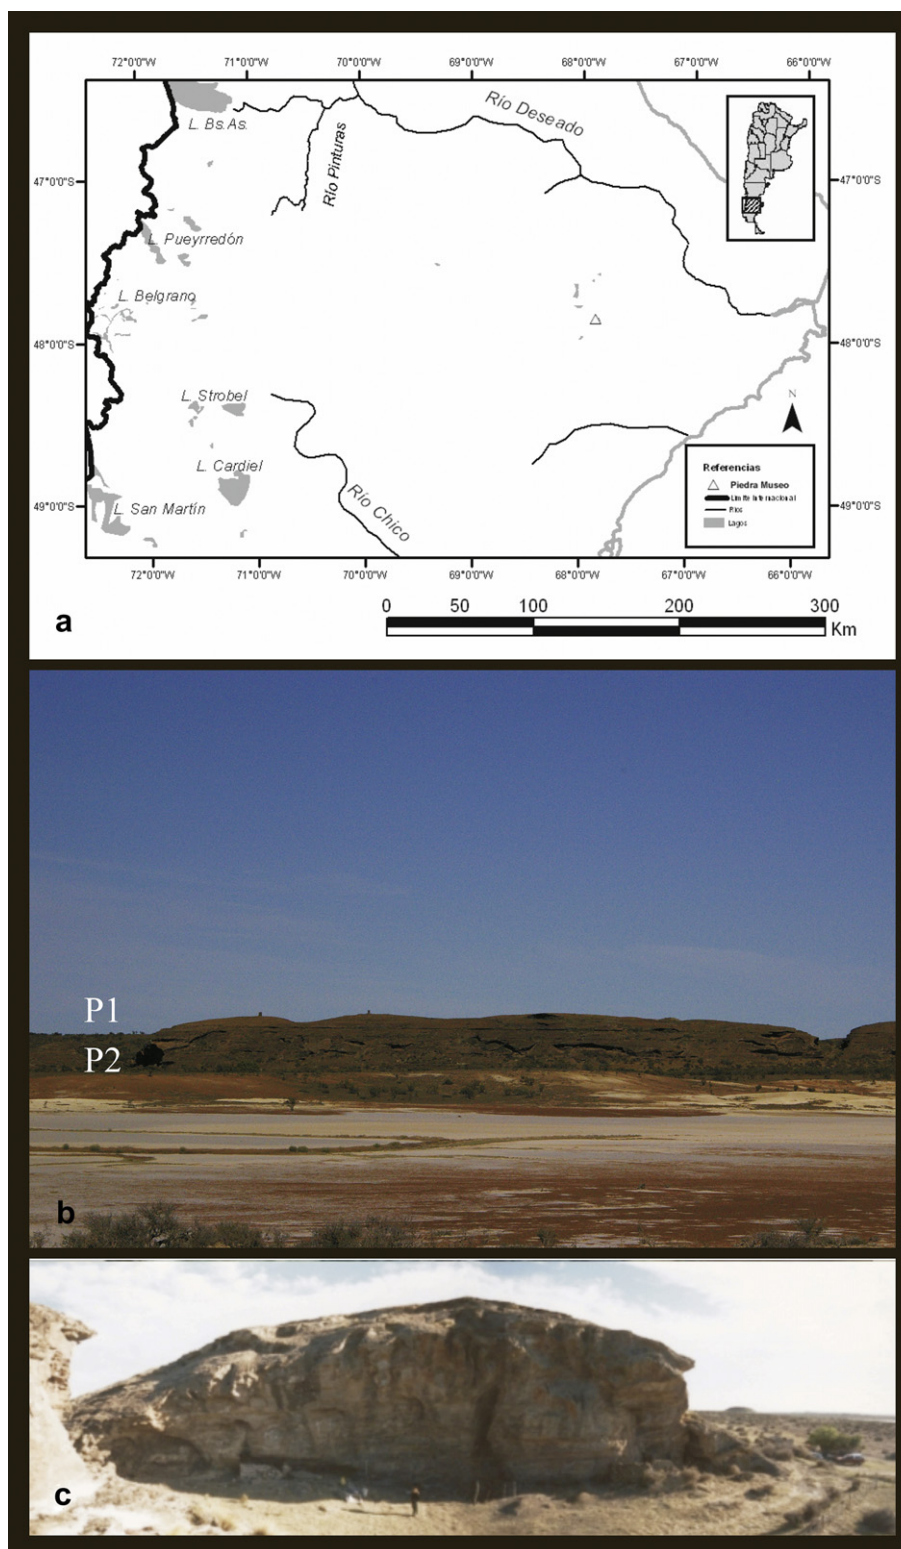 72°0'0"W 71°0'0"W 70°0'0"W 69°0'0"W 68°0'0"W 67°0'0"W 66°0'0"W
L. Bs.As.
Río Deseado
Río Pinturas
47°0'0"S 47°0'0"S
L. Pueyrredón
L. Belgrano
48°0'0"S 48°0'0"S
L. Strobel
N
L. Cardiel
Referencias
Piedra Museo
Límite Internacional
Ríos
Lagos
Río Chico
49°0'0"S 49°0'0"S
L. San Martín
72°0'0"W 71°0'0"W 70°0'0"W 69°0'0"W 68°0'0"W 67°0'0"W 66°0'0"W
0 50 100 200 300
Km
a
P1
P2
b
c